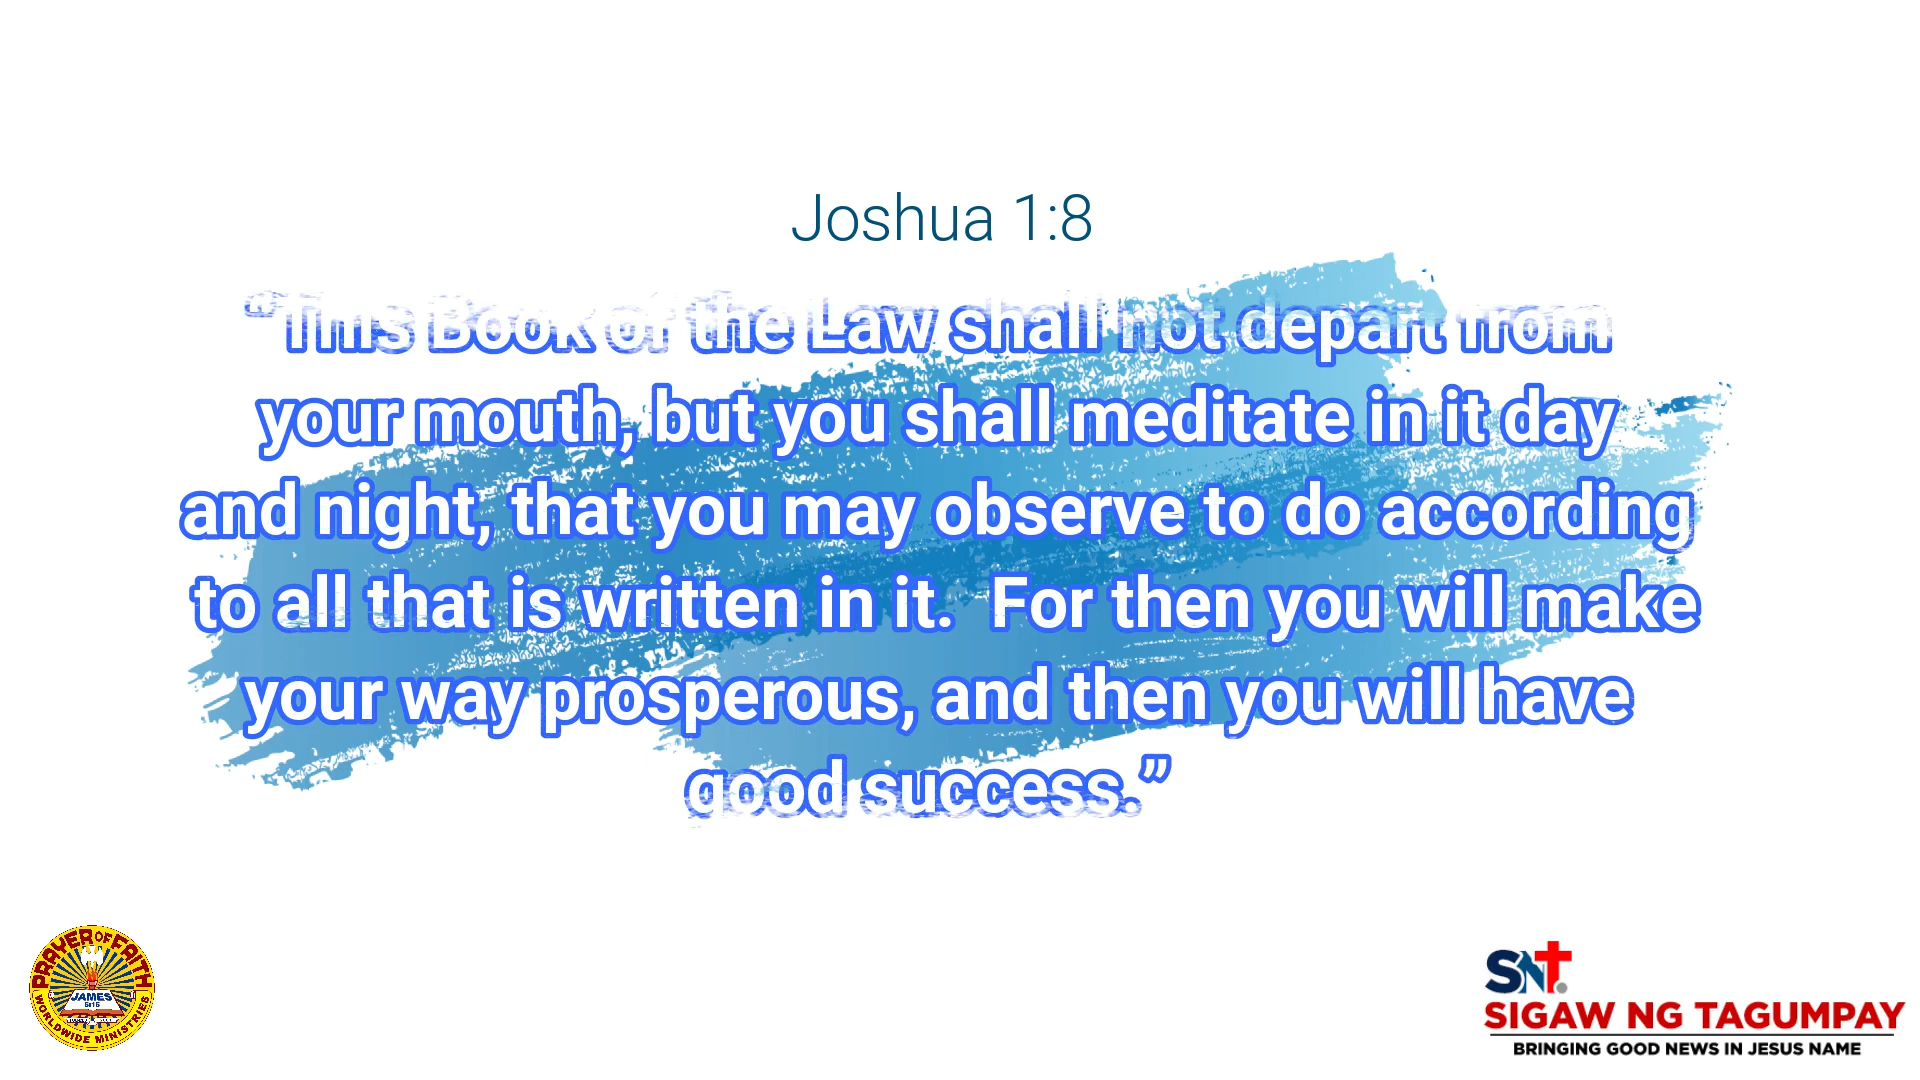 Joshua 1:8
“This Book of the Law shall not depart from
your mouth, but you shall meditate in it day
and night, that you may observe to do according
to all that is written in it.  For then you will make
your way prosperous, and then you will have
good success.”
PRAYER OF FAITH
JAMES
5:15
WORLDWIDE MINISTRIES
SNT.
SIGAW NG TAGUMPAY
BRINGING GOOD NEWS IN JESUS NAME